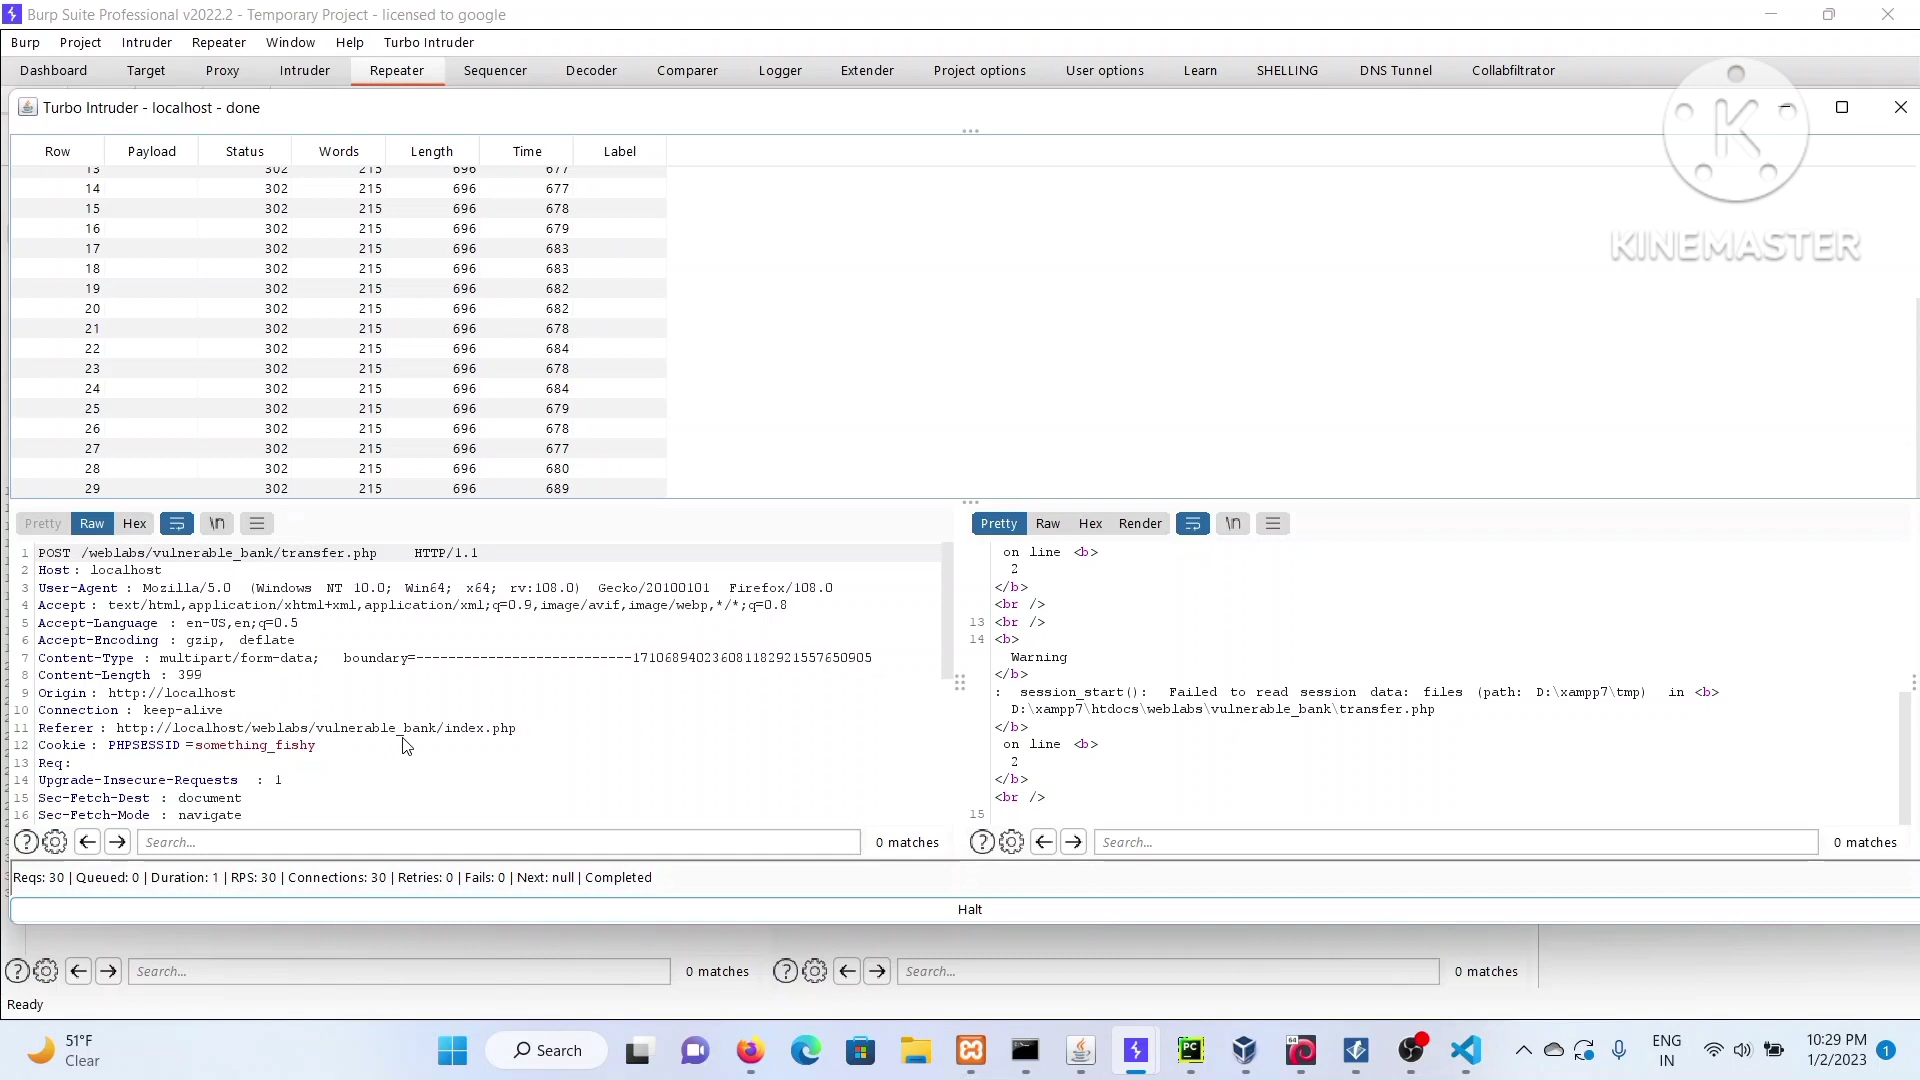 Burp Suite Professional v2022.2 - Temporary Project - licensed to google
Burp Project Intruder Repeater Window Help Turbo Intruder
Dashboard Target Proxy Intruder Repeater Sequencer Decoder Comparer Logger Extender Project options User options Learn SHELLING DNS Tunnel Collabfiltrator
Turbo Intruder - localhost - done
K
KINEMASTER
Row Payload Status Words Length Time Label
13 302 215 696 677
14 302 215 696 677
15 302 215 696 678
16 302 215 696 679
17 302 215 696 683
18 302 215 696 683
19 302 215 696 682
20 302 215 696 682
21 302 215 696 678
22 302 215 696 684
23 302 215 696 678
24 302 215 696 684
25 302 215 696 679
26 302 215 696 678
27 302 215 696 677
28 302 215 696 680
29 302 215 696 689
Pretty Raw Hex \n
1 POST /weblabs/vulnerable_bank/transfer.php HTTP/1.1
2 Host: localhost
3 User-Agent: Mozilla/5.0 (Windows NT 10.0; Win64; x64; rv:108.0) Gecko/20100101 Firefox/108.0
4 Accept: text/html,application/xhtml+xml,application/xml;q=0.9,image/avif,image/webp,*/*;q=0.8
5 Accept-Language: en-US,en;q=0.5
6 Accept-Encoding: gzip, deflate
7 Content-Type: multipart/form-data; boundary=---------------------------171068940236081182921557650905
8 Content-Length: 399
9 Origin: http://localhost
10 Connection: keep-alive
11 Referer: http://localhost/weblabs/vulnerable_bank/index.php
12 Cookie: PHPSESSID=something_fishy
13 Req:
14 Upgrade-Insecure-Requests: 1
15 Sec-Fetch-Dest: document
16 Sec-Fetch-Mode: navigate
Search... 0 matches
Pretty Raw Hex Render \n
on line <b>
2
</b>
<br />
13 <br />
14 <b>
Warning
</b>
: session_start(): Failed to read session data: files (path: D:\xampp7\tmp) in <b>
D:\xampp7\htdocs\weblabs\vulnerable_bank\transfer.php
</b>
on line <b>
2
</b>
<br />
15
Search... 0 matches
Reqs: 30 | Queued: 0 | Duration: 1 | RPS: 30 | Connections: 30 | Retries: 0 | Fails: 0 | Next: null | Completed
Halt
Search... 0 matches
Search... 0 matches
Ready
51°F
Clear
Search
PC
64
ENG
IN
10:29 PM
1/2/2023
1